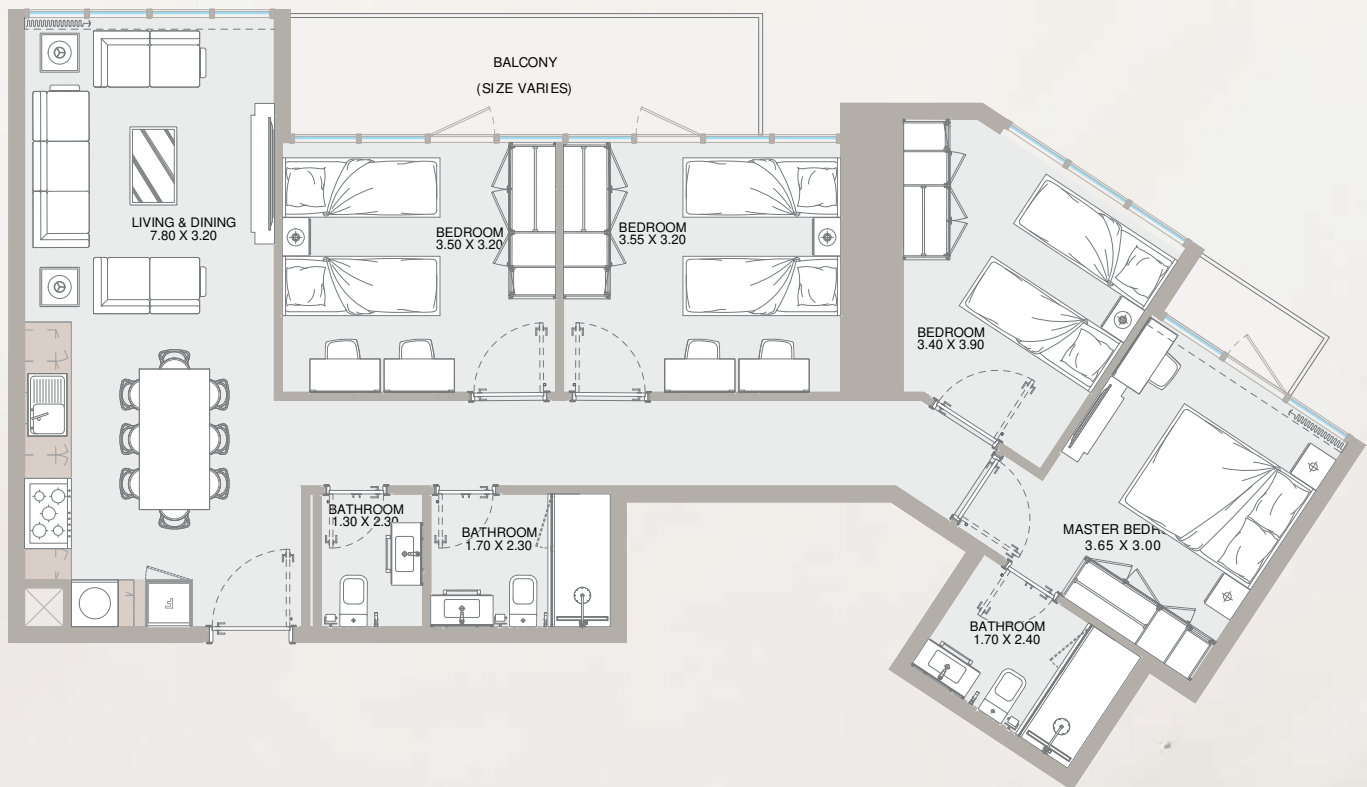 BALCONY
(SIZE VARIES)
LIVING & DINING
7.80 X 3.20
BEDROOM
3.50 X 3.20
BEDROOM
3.55 X 3.20
BEDROOM
3.40 X 3.90
MASTER BEDR
3.65 X 3.00
BATHROOM
1.30 X 2.30
BATHROOM
1.70 X 2.30
BATHROOM
1.70 X 2.40